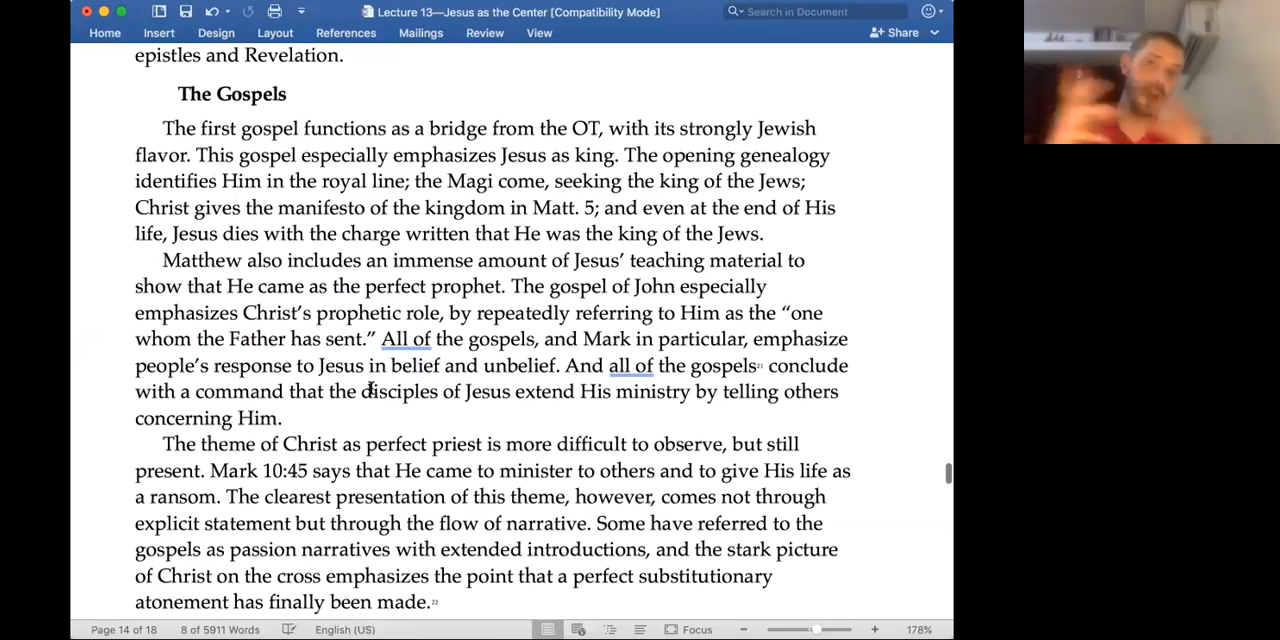 Lecture 13—Jesus as the Center [Compatibility Mode]
Search in Document
Home Insert Design Layout References Mailings Review View Share
epistles and Revelation.
The Gospels
The first gospel functions as a bridge from the OT, with its strongly Jewish
flavor. This gospel especially emphasizes Jesus as king. The opening genealogy
identifies Him in the royal line; the Magi come, seeking the king of the Jews;
Christ gives the manifesto of the kingdom in Matt. 5; and even at the end of His
life, Jesus dies with the charge written that He was the king of the Jews.
Matthew also includes an immense amount of Jesus’ teaching material to
show that He came as the perfect prophet. The gospel of John especially
emphasizes Christ’s prophetic role, by repeatedly referring to Him as the “one
whom the Father has sent.” All of the gospels, and Mark in particular, emphasize
people’s response to Jesus in belief and unbelief. And all of the gospels21 conclude
with a command that the disciples of Jesus extend His ministry by telling others
concerning Him.
The theme of Christ as perfect priest is more difficult to observe, but still
present. Mark 10:45 says that He came to minister to others and to give His life as
a ransom. The clearest presentation of this theme, however, comes not through
explicit statement but through the flow of narrative. Some have referred to the
gospels as passion narratives with extended introductions, and the stark picture
of Christ on the cross emphasizes the point that a perfect substitutionary
atonement has finally been made.22
Page 14 of 18 8 of 5911 Words English (US) Focus 178%